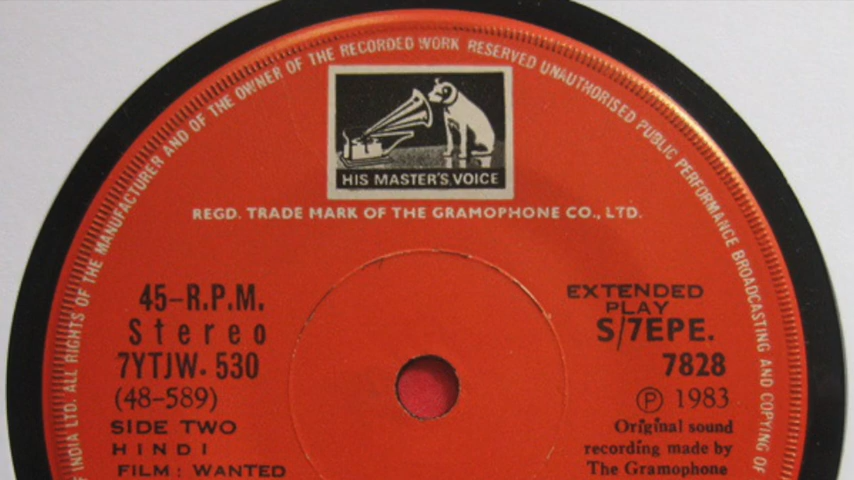 INDIA LTD. ALL RIGHTS OF THE MANUFACTURER AND OF THE OWNER OF THE RECORDED WORK RESERVED UNAUTHORISED PUBLIC PERFORMANCE BROADCASTING AND COPYING OF
HIS MASTER'S VOICE
REGD. TRADE MARK OF THE GRAMOPHONE CO., LTD.
45-R.P.M.
Stereo
7YTJW. 530
(48-589)
SIDE TWO
HINDI
FILM: WANTED
EXTENDED
PLAY
S/7EPE.
7828
Ⓟ 1983
Original sound
recording made by
The Gramophone